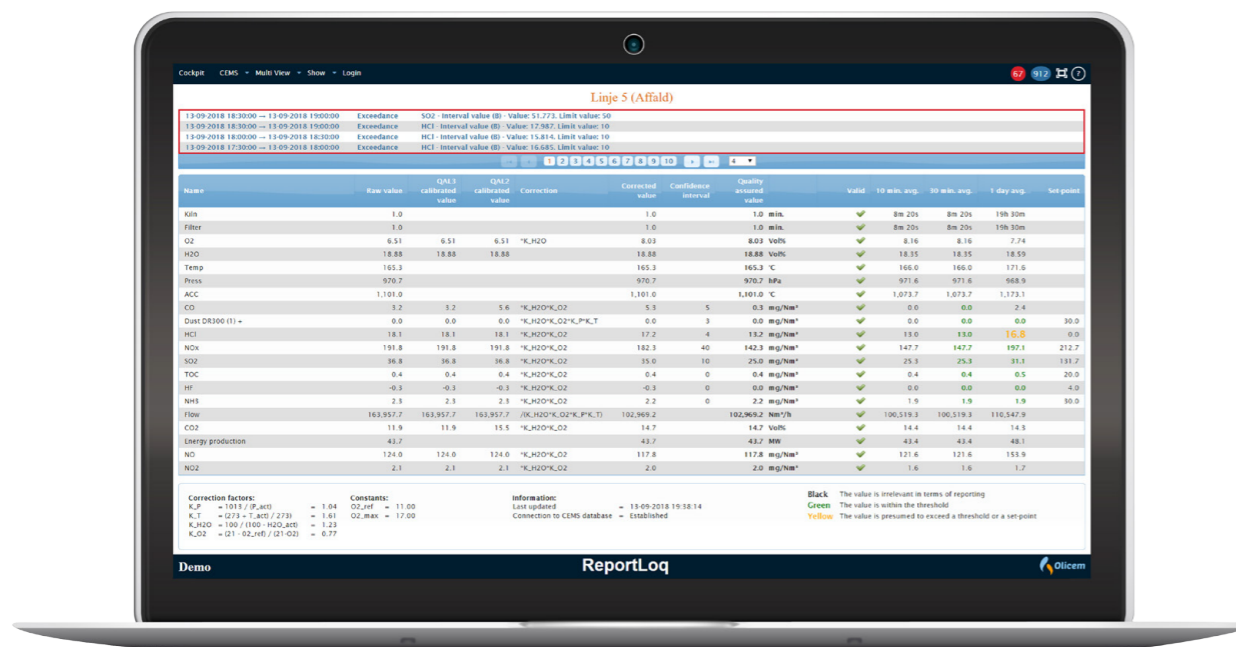 Cockpit CEMS Multi View Show Login 67 912 ?
Linje 5 (Affald)
13-09-2018 18:30:00 → 13-09-2018 19:00:00 Exceedance SO2 - Interval value (B) - Value: 51.773. Limit value: 50
13-09-2018 18:30:00 → 13-09-2018 19:00:00 Exceedance HCl - Interval value (B) - Value: 17.987. Limit value: 10
13-09-2018 18:00:00 → 13-09-2018 18:30:00 Exceedance HCl - Interval value (B) - Value: 15.814. Limit value: 10
13-09-2018 17:30:00 → 13-09-2018 18:00:00 Exceedance HCl - Interval value (B) - Value: 16.685. Limit value: 10
1 2 3 4 5 6 7 8 9 10 4
Name Raw value QAL3 calibrated value QAL2 calibrated value Correction Corrected value Confidence interval Quality assured value Valid 10 min. avg. 30 min. avg. 1 day avg. Set-point
Kiln 1.0 1.0 1.0 min. 8m 20s 8m 20s 19h 30m
Filter 1.0 1.0 1.0 min. 8m 20s 8m 20s 19h 30m
O2 6.51 6.51 6.51 *K_H2O 8.03 8.03 Vol% 8.16 8.16 7.74
H2O 18.88 18.88 18.88 18.88 18.88 Vol% 18.35 18.35 18.59
Temp 165.3 165.3 165.3 °C 166.0 166.0 171.6
Press 970.7 970.7 970.7 hPa 971.6 971.6 968.9
ACC 1,101.0 1,101.0 1,101.0 °C 1,073.7 1,073.7 1,173.1
CO 3.2 3.2 5.6 *K_H2O*K_O2 5.3 5 0.3 mg/Nm³ 0.0 0.0 2.4
Dust DR300 (1) 0.0 0.0 0.0 *K_H2O*K_O2*K_P*K_T 0.0 3 0.0 mg/Nm³ 0.0 0.0 0.0 30.0
HCl 18.1 18.1 18.1 *K_H2O*K_O2 17.2 4 13.2 mg/Nm³ 13.0 13.0 16.8 0.0
NOx 191.8 191.8 191.8 *K_H2O*K_O2 182.3 40 142.3 mg/Nm³ 147.7 147.7 197.1 212.7
SO2 36.8 36.8 36.8 *K_H2O*K_O2 35.0 10 25.0 mg/Nm³ 25.3 25.3 31.1 131.7
TOC 0.4 0.4 0.4 *K_H2O*K_O2 0.4 0 0.4 mg/Nm³ 0.4 0.4 0.5 20.0
HF -0.3 -0.3 -0.3 *K_H2O*K_O2 -0.3 0 0.0 mg/Nm³ 0.0 0.0 0.0 4.0
NH3 2.3 2.3 2.3 *K_H2O*K_O2 2.2 0 2.2 mg/Nm³ 1.9 1.9 1.9 50.0
Flow 163,957.7 163,957.7 163,957.7 /(K_H2O*K_O2*K_P*K_T) 102,969.2 102,969.2 Nm³/h 100,519.3 100,519.3 110,547.9
CO2 11.9 11.9 15.5 *K_H2O*K_O2 14.7 14.7 Vol% 14.4 14.4 14.3
Energy production 43.7 43.7 43.7 MW 43.4 43.4 48.1
NO 124.0 124.0 124.0 *K_H2O*K_O2 117.8 117.8 mg/Nm³ 121.6 121.6 153.9
NO2 2.1 2.1 2.1 *K_H2O*K_O2 2.0 2.0 mg/Nm³ 1.6 1.6 1.7
Correction factors: Constants: Information:
K_P = 1013 / (P_act) = 1.04 O2_ref = 11.00 Last updated = 13-09-2018 19:38:14
K_T = (273 + T_act) / 273) = 1.61 O2_max = 17.00 Connection to CEMS database = Established
K_H2O = 100 / (100 - H2O_act) = 1.23
K_O2 = (21 - O2_ref) / (21-O2) = 0.77
Black The value is irrelevant in terms of reporting
Green The value is within the threshold
Yellow The value is presumed to exceed a threshold or a set-point
Demo ReportLoq Olicem